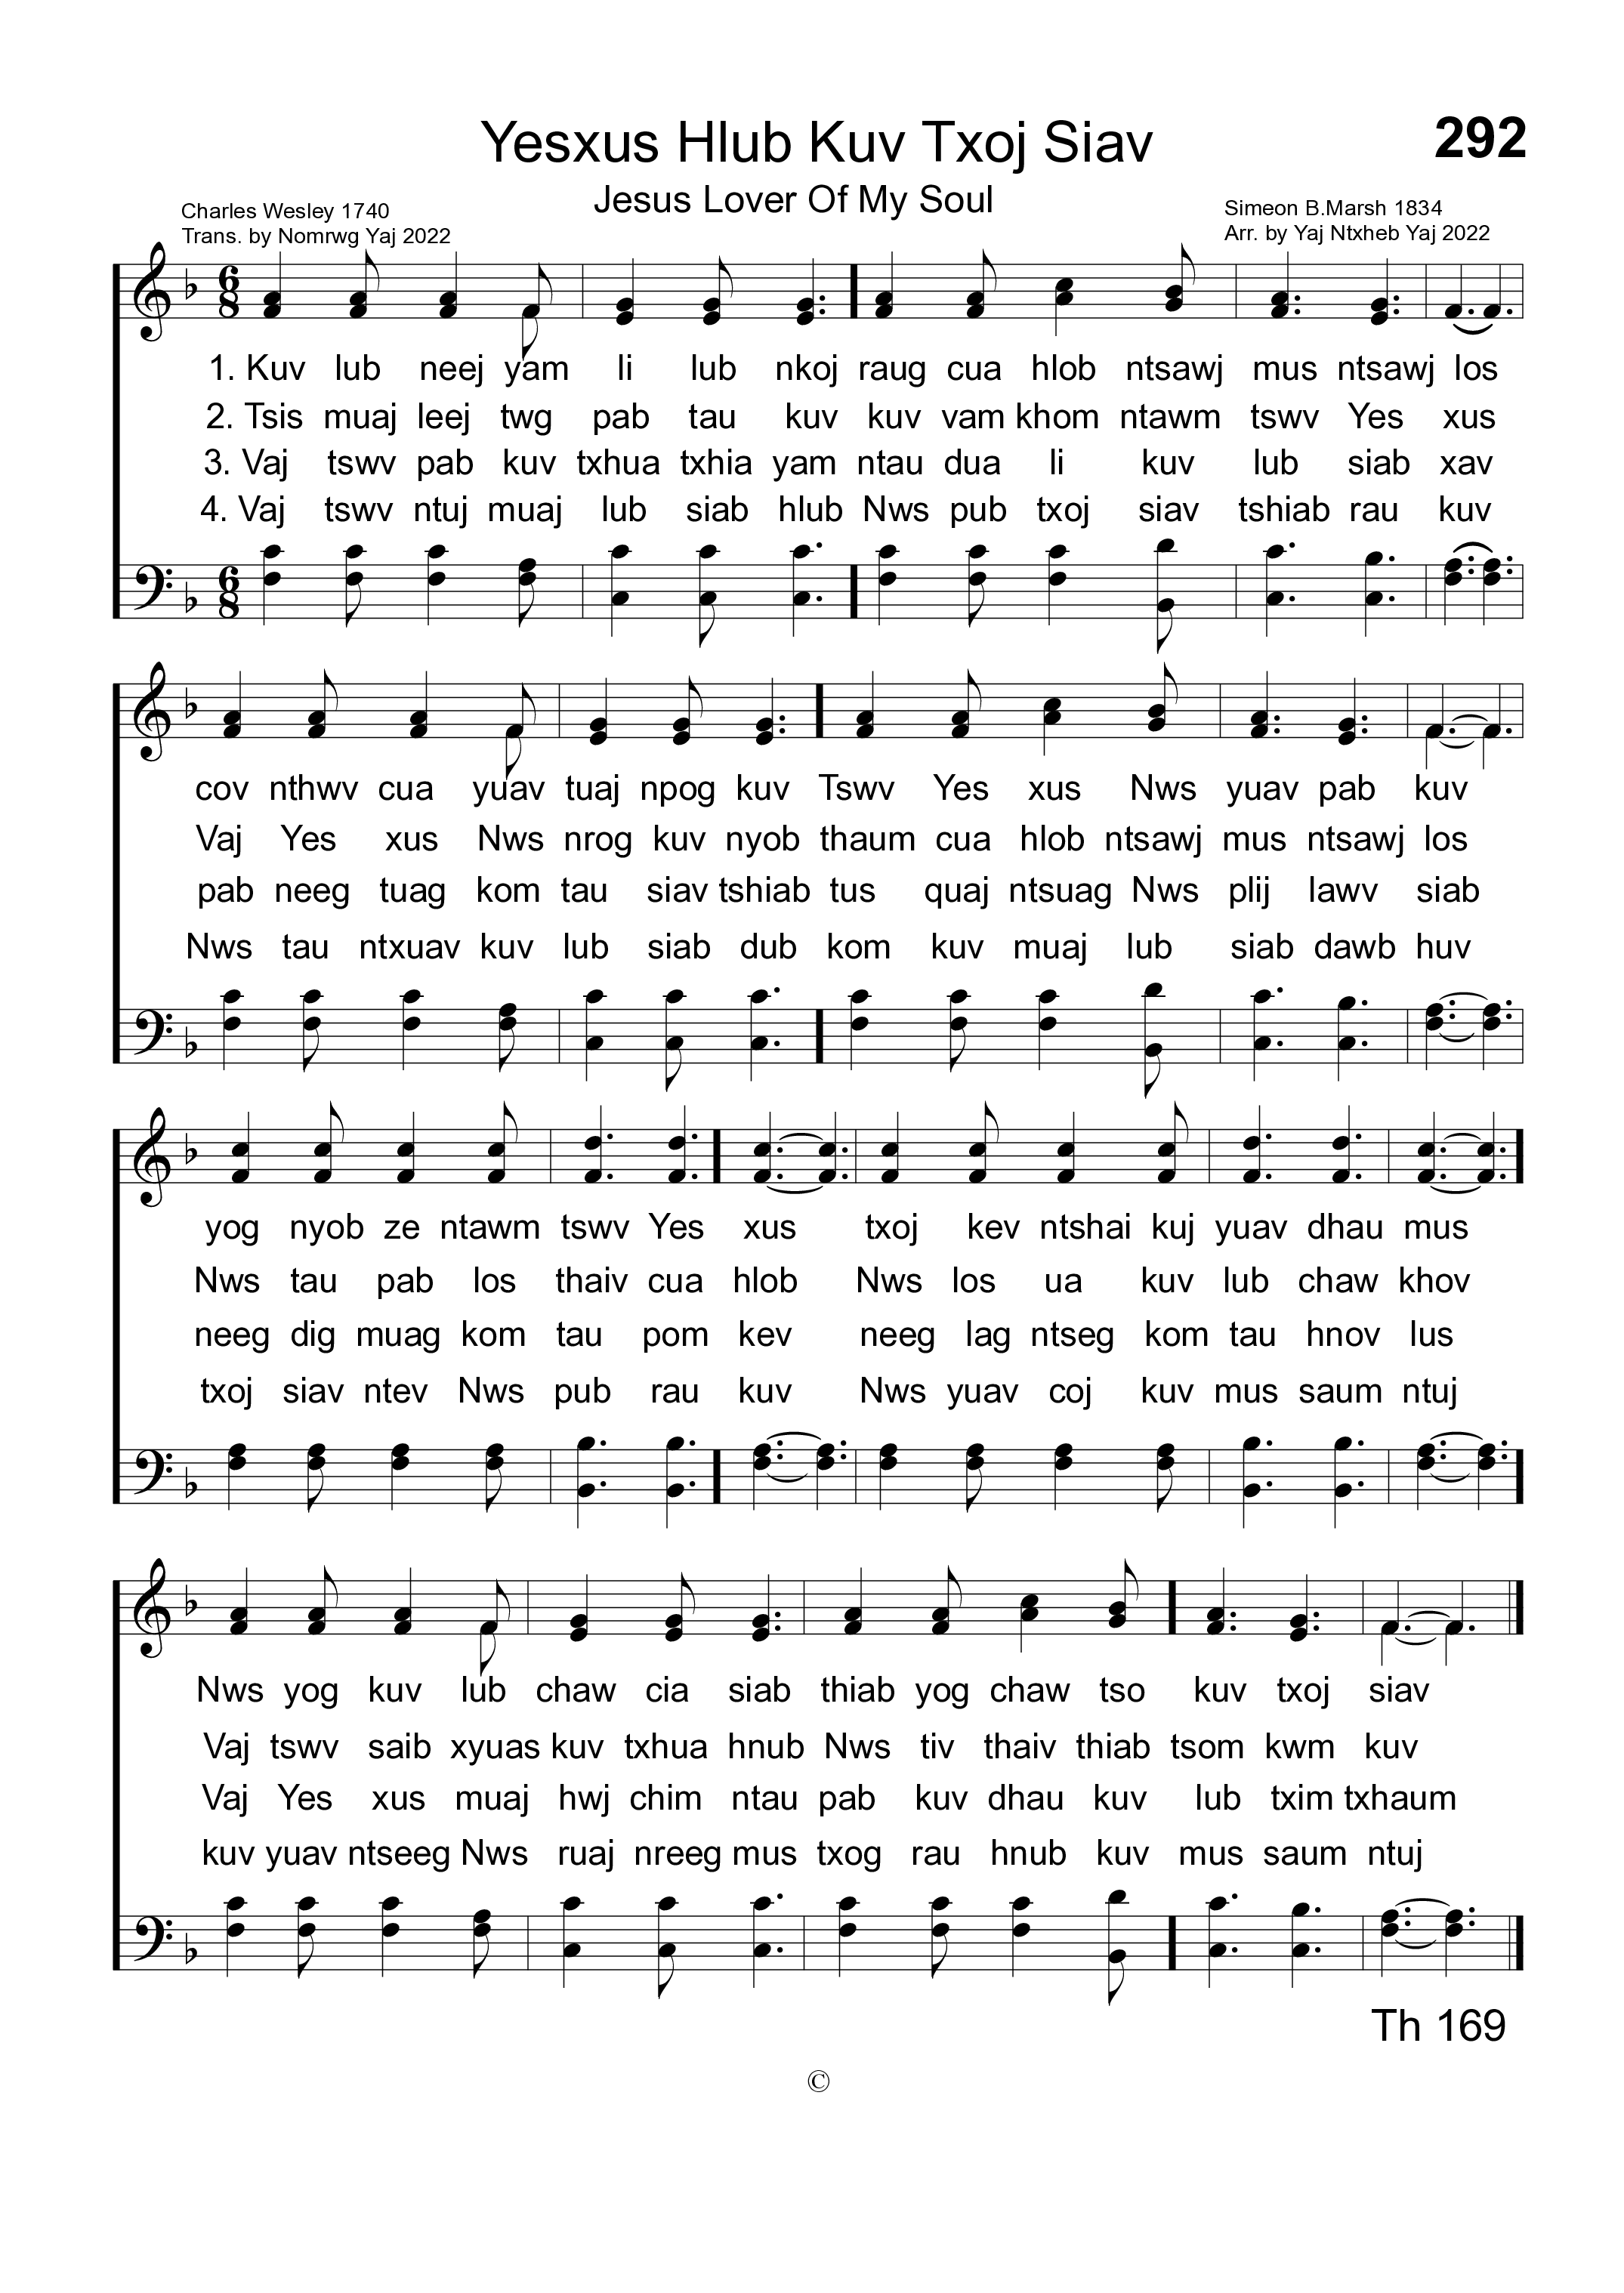 Yesxus Hlub Kuv Txoj Siav
292
Jesus Lover Of My Soul
Charles Wesley 1740
Trans. by Nomrwg Yaj 2022
Simeon B.Marsh 1834
Arr. by Yaj Ntxheb Yaj 2022
1. Kuv lub neej yam li lub nkoj raug cua hlob ntsawj mus ntsawj los
2. Tsis muaj leej twg pab tau kuv kuv vam khom ntawm tswv Yes xus
3. Vaj tswv pab kuv txhua txhia yam ntau dua li kuv lub siab xav
4. Vaj tswv ntuj muaj lub siab hlub Nws pub txoj siav tshiab rau kuv
cov nthwv cua yuav tuaj npog kuv Tswv Yes xus Nws yuav pab kuv
Vaj Yes xus Nws nrog kuv nyob thaum cua hlob ntsawj mus ntsawj los
pab neeg tuag kom tau siav tshiab tus quaj ntsuag Nws plij lawv siab
Nws tau ntxuav kuv lub siab dub kom kuv muaj lub siab dawb huv
yog nyob ze ntawm tswv Yes xus txoj kev ntshai kuj yuav dhau mus
Nws tau pab los thaiv cua hlob Nws los ua kuv lub chaw khov
neeg dig muag kom tau pom kev neeg lag ntseg kom tau hnov lus
txoj siav ntev Nws pub rau kuv Nws yuav coj kuv mus saum ntuj
Nws yog kuv lub chaw cia siab thiab yog chaw tso kuv txoj siav
Vaj tswv saib xyuas kuv txhua hnub Nws tiv thaiv thiab tsom kwm kuv
Vaj Yes xus muaj hwj chim ntau pab kuv dhau kuv lub txim txhaum
kuv yuav ntseeg Nws ruaj nreeg mus txog rau hnub kuv mus saum ntuj
Th 169
©